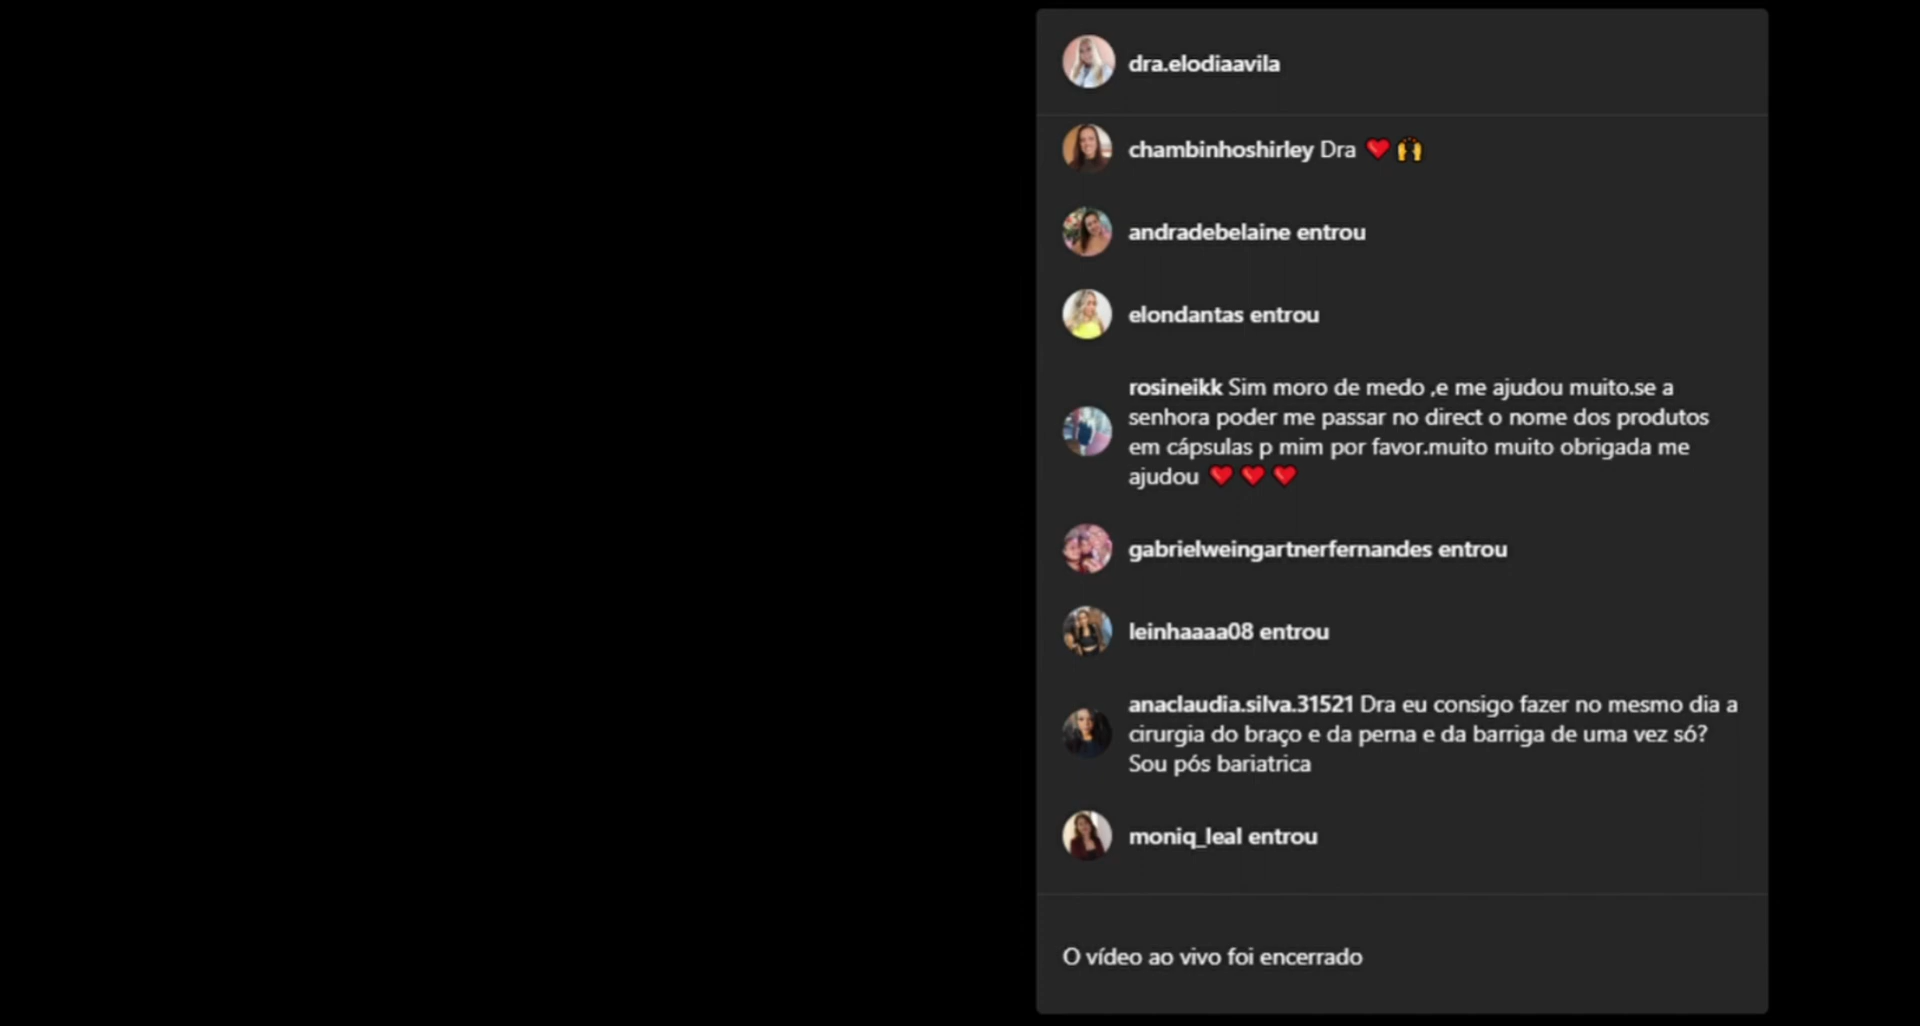 dra.elodiaavila
chambinhoshirley Dra ❤️🙌
andradebelaine entrou
elondantas entrou
rosineikk Sim moro de medo ,e me ajudou muito.se a
senhora poder me passar no direct o nome dos produtos
em cápsulas p mim por favor.muito muito obrigada me
ajudou ❤️❤️❤️
gabrielweingartnerfernandes entrou
leinhaaaa08 entrou
anaclaudia.silva.31521 Dra eu consigo fazer no mesmo dia a
cirurgia do braço e da perna e da barriga de uma vez só?
Sou pós bariatrica
moniq_leal entrou
O vídeo ao vivo foi encerrado